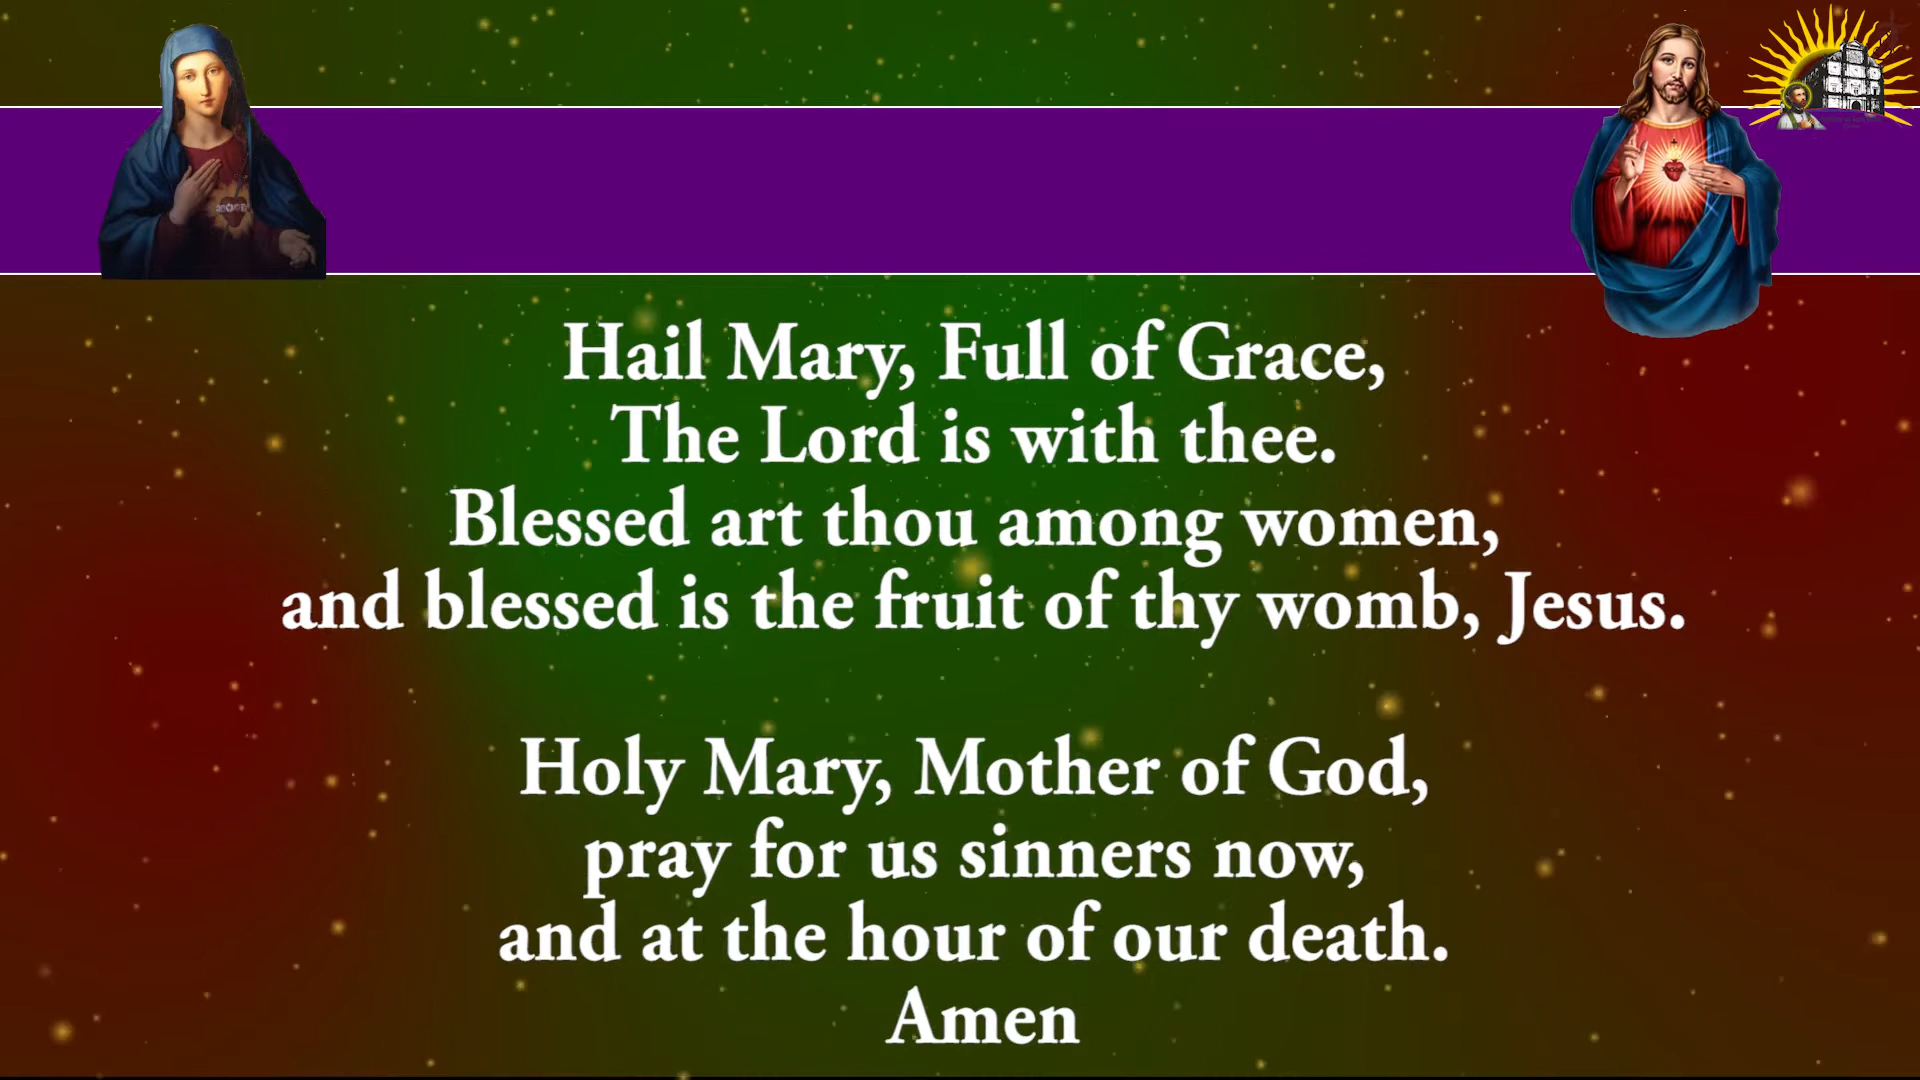 Hail Mary, Full of Grace,
The Lord is with thee.
Blessed art thou among women,
and blessed is the fruit of thy womb, Jesus.
Holy Mary, Mother of God,
pray for us sinners now,
and at the hour of our death.
Amen